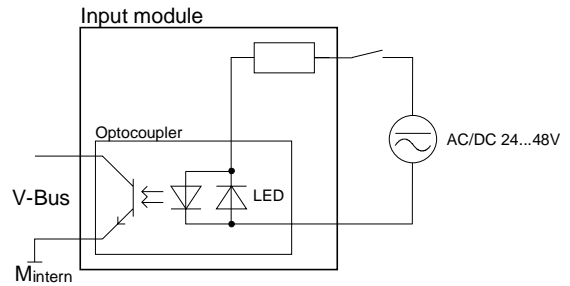 Input module
Optocoupler
AC/DC 24...48V
V-Bus
LED
Mintern